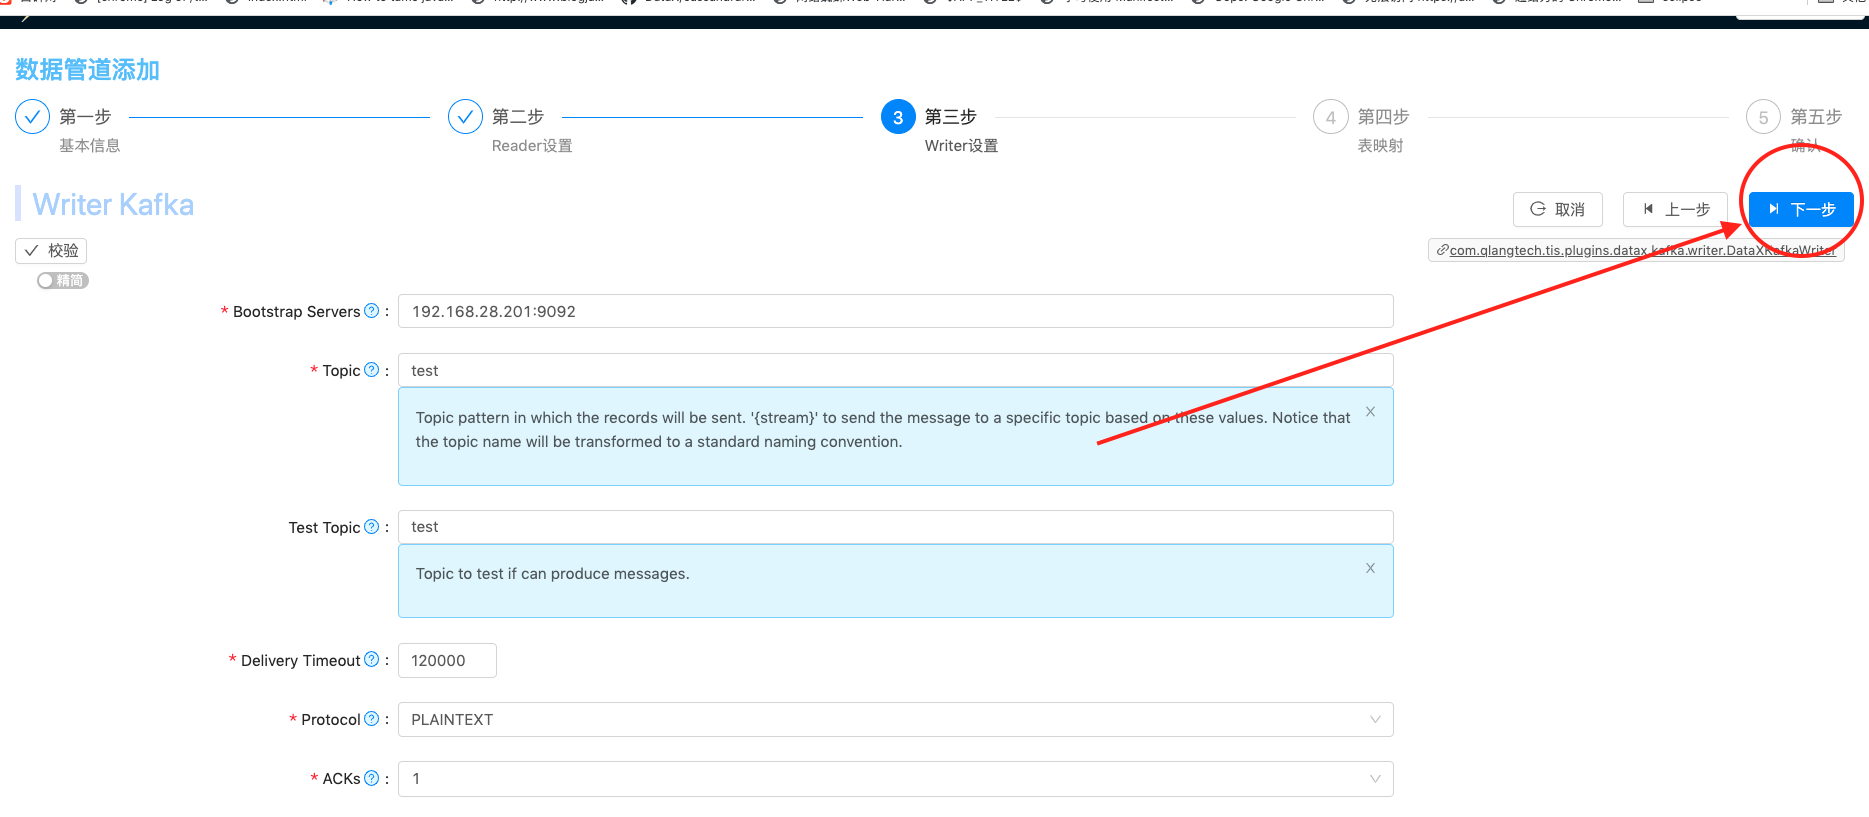 数据管道添加
第一步
基本信息
第二步
Reader设置
3 第三步
Writer设置
4 第四步
表映射
5 第五步
确认
Writer Kafka
取消
上一步
下一步
校验
com.qlangtech.tis.plugins.datax.kafka.writer.DataXKafkaWriter
精简
* Bootstrap Servers ? :
192.168.28.201:9092
* Topic ? :
test
Topic pattern in which the records will be sent. '{stream}' to send the message to a specific topic based on these values. Notice that
the topic name will be transformed to a standard naming convention.
X
Test Topic ? :
test
Topic to test if can produce messages.
X
* Delivery Timeout ? :
120000
* Protocol ? :
PLAINTEXT
* ACKs ? :
1